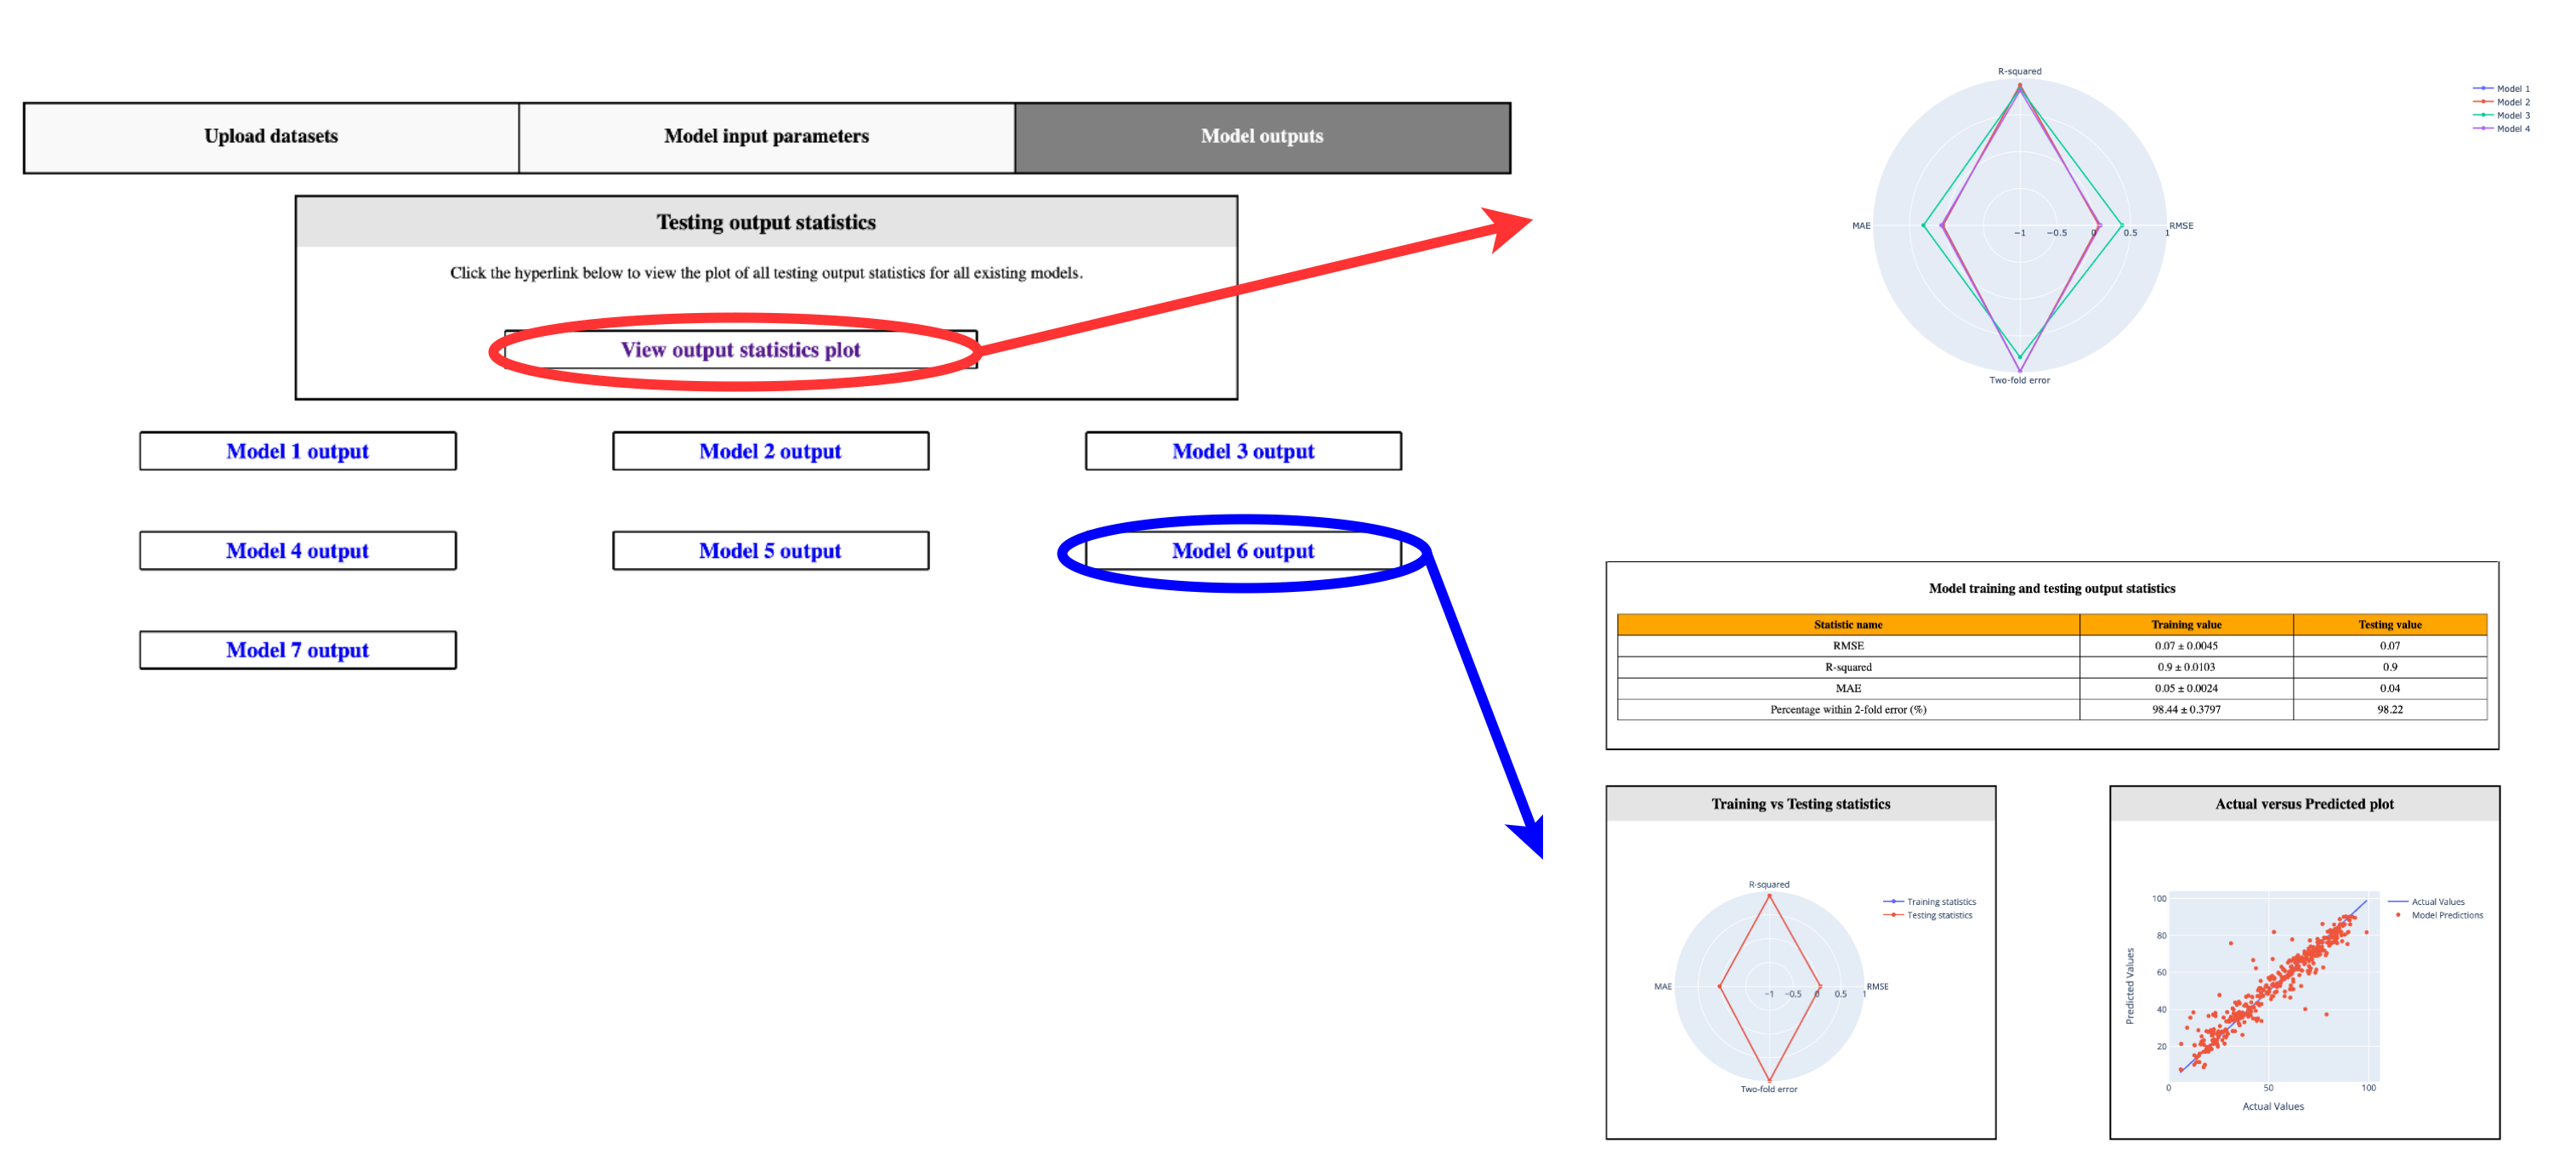 Upload datasets
Model input parameters
Model outputs
Testing output statistics
Click the hyperlink below to view the plot of all testing output statistics for all existing models.
View output statistics plot
Model 1 output
Model 2 output
Model 3 output
Model 4 output
Model 5 output
Model 6 output
Model 7 output
R-squared
MAE
−1 −0.5 0 0.5 1
RMSE
Two-fold error
Model 1
Model 2
Model 3
Model 4
Model training and testing output statistics
Statistic name Training value Testing value
RMSE 0.07 ± 0.0045 0.07
R-squared 0.9 ± 0.0103 0.9
MAE 0.05 ± 0.0024 0.04
Percentage within 2-fold error (%) 98.44 ± 0.3797 98.22
Training vs Testing statistics
R-squared
MAE
−1 −0.5 0 0.5 1
RMSE
Two-fold error
Training statistics
Testing statistics
Actual versus Predicted plot
100
80
60
40
20
Predicted Values
0 50 100
Actual Values
Actual Values
Model Predictions